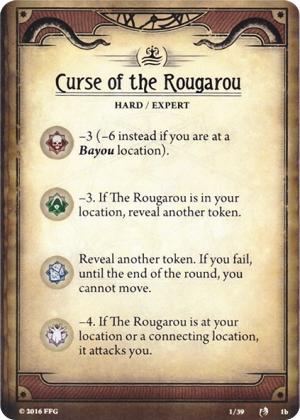 Curse of the Rougarou
HARD / EXPERT
–3 (–6 instead if you are at a
Bayou location).
–3. If The Rougarou is in your
location, reveal another token.
Reveal another token. If you fail,
until the end of the round, you
cannot move.
–4. If The Rougarou is at your
location or a connecting location,
it attacks you.
© 2016 FFG
1/39
1b